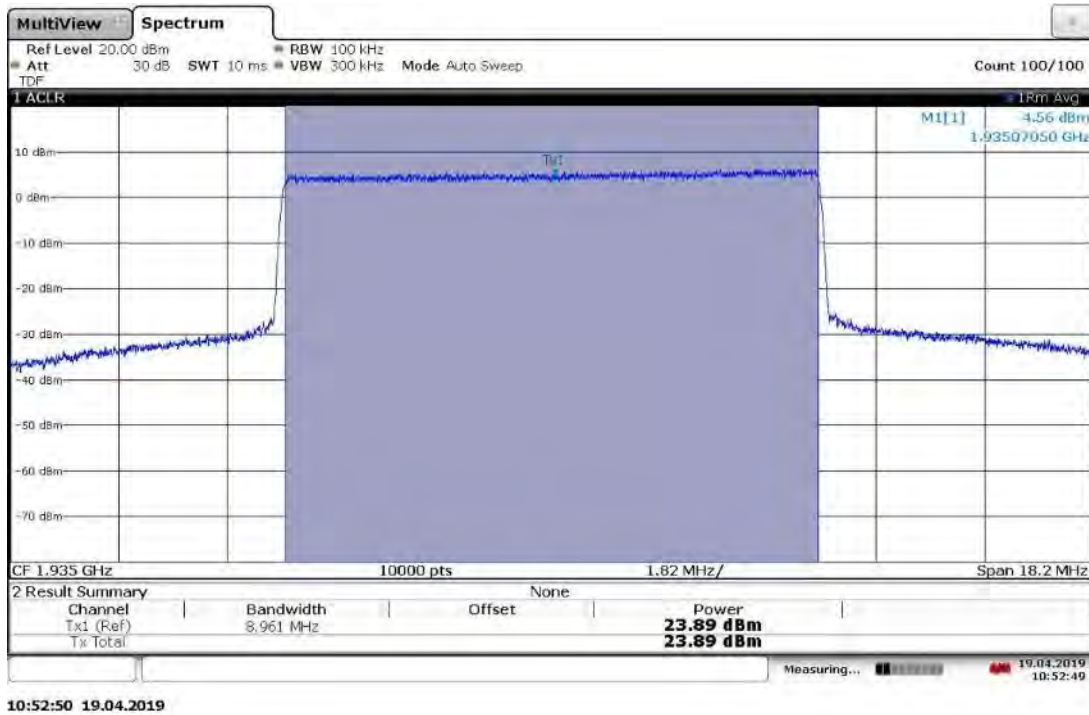 MultiView Spectrum
Ref Level 20.00 dBm RBW 100 kHz
Att 30 dB SWT 10 ms VBW 300 kHz Mode Auto Sweep Count 100/100
TDF
1 ACLR 1Rm Avg
M1[1] 4.56 dBm
1.93507050 GHz
10 dBm
Tx1
0 dBm
-10 dBm
-20 dBm
-30 dBm
-40 dBm
-50 dBm
-60 dBm
-70 dBm
CF 1.935 GHz 10000 pts 1.82 MHz/ Span 18.2 MHz
2 Result Summary None
Channel Bandwidth Offset Power
Tx1 (Ref) 8.961 MHz 23.89 dBm
Tx Total 23.89 dBm
Measuring... 19.04.2019
10:52:49
10:52:50 19.04.2019